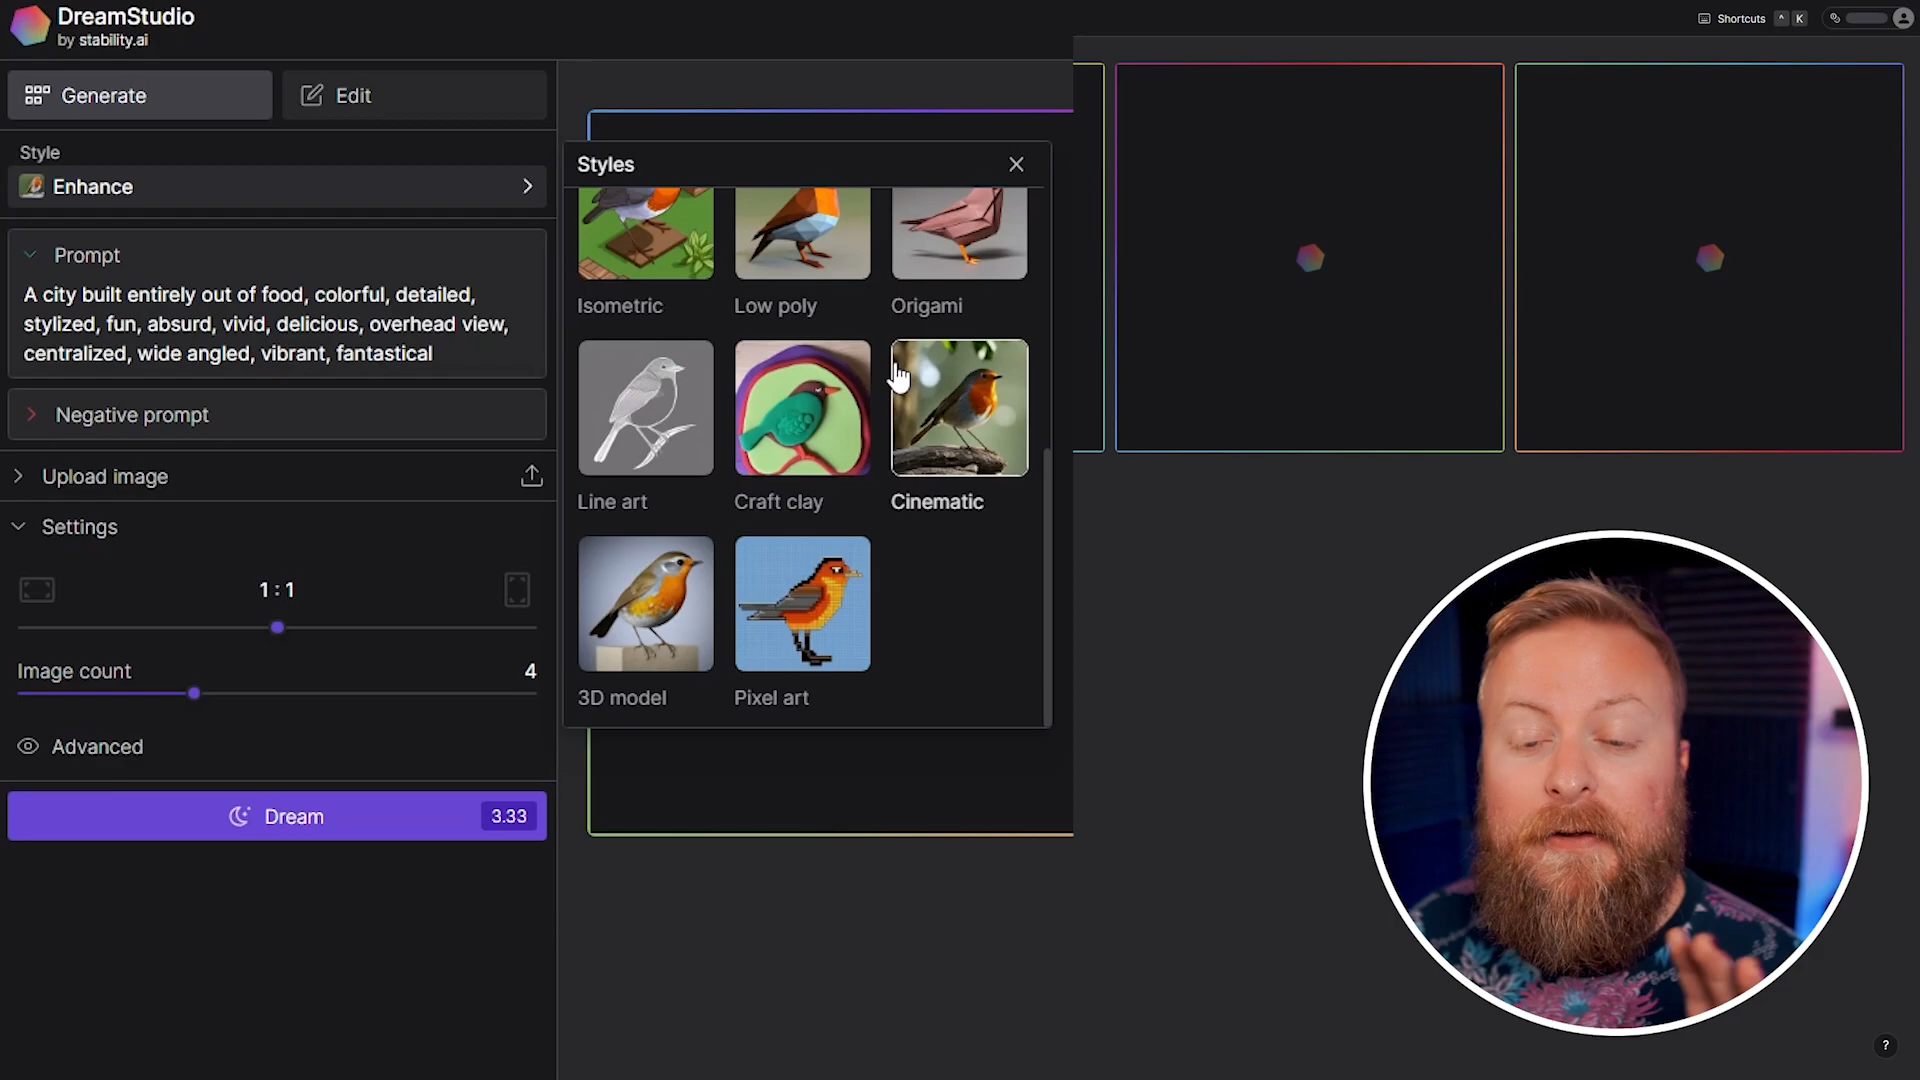 DreamStudio
by stability.ai
Shortcuts ^ K
Generate
Edit
Style
Enhance
Prompt
A city built entirely out of food, colorful, detailed,
stylized, fun, absurd, vivid, delicious, overhead view,
centralized, wide angled, vibrant, fantastical
Negative prompt
Upload image
Settings
1 : 1
Image count 4
Advanced
Dream 3.33
Styles
Isometric
Low poly
Origami
Line art
Craft clay
Cinematic
3D model
Pixel art
?